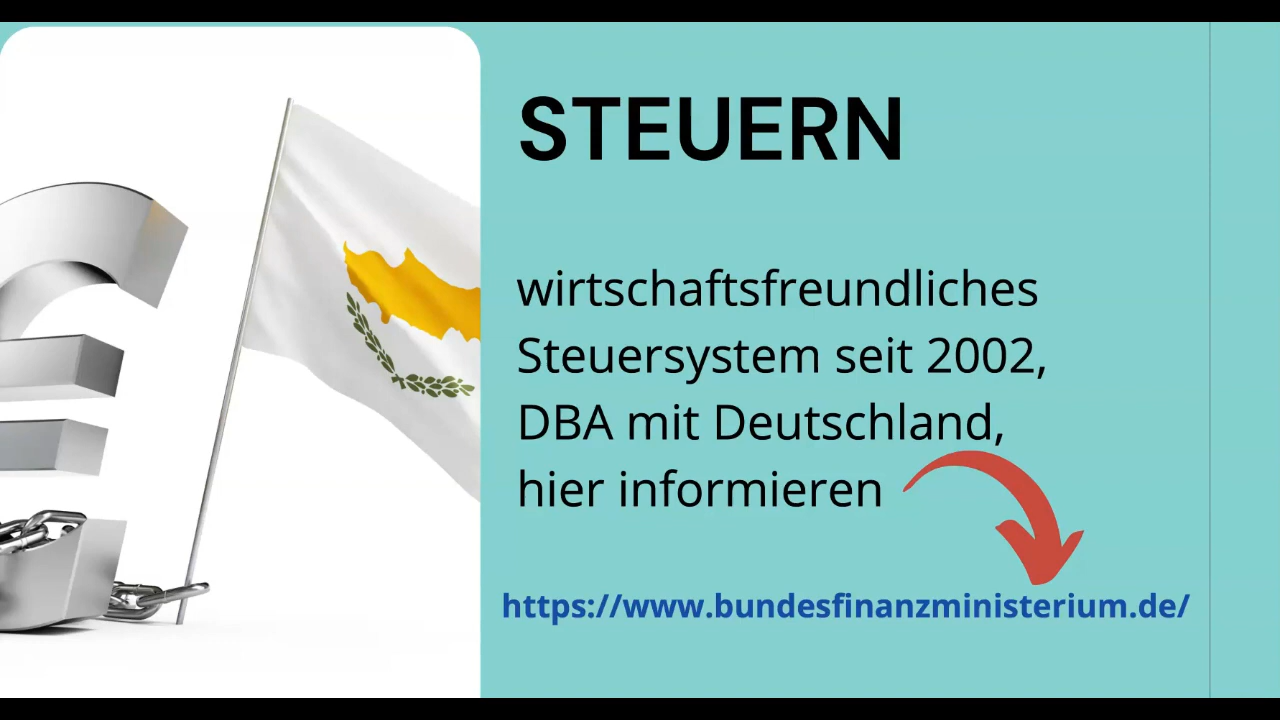 STEUERN
wirtschaftsfreundliches
Steuersystem seit 2002,
DBA mit Deutschland,
hier informieren
https://www.bundesfinanzministerium.de/